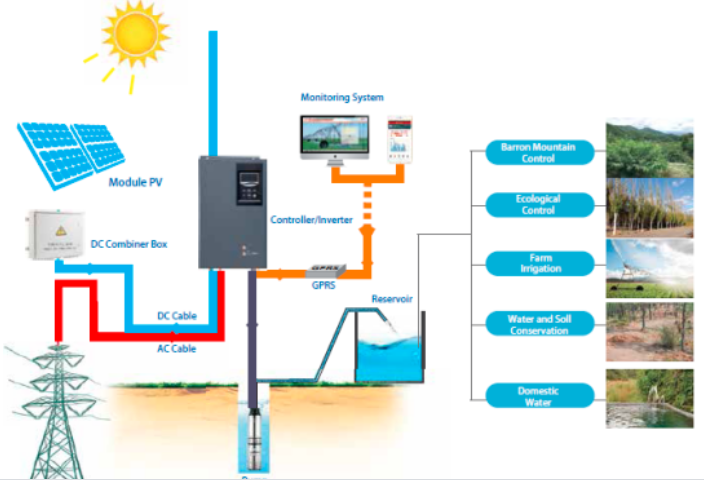 Monitoring System
Module PV
DC Combiner Box
Controller/Inverter
GPRS
GPRS
DC Cable
AC Cable
Reservoir
Barron Mountain
Control
Ecological
Control
Farm
Irrigation
Water and Soil
Conservation
Domestic
Water